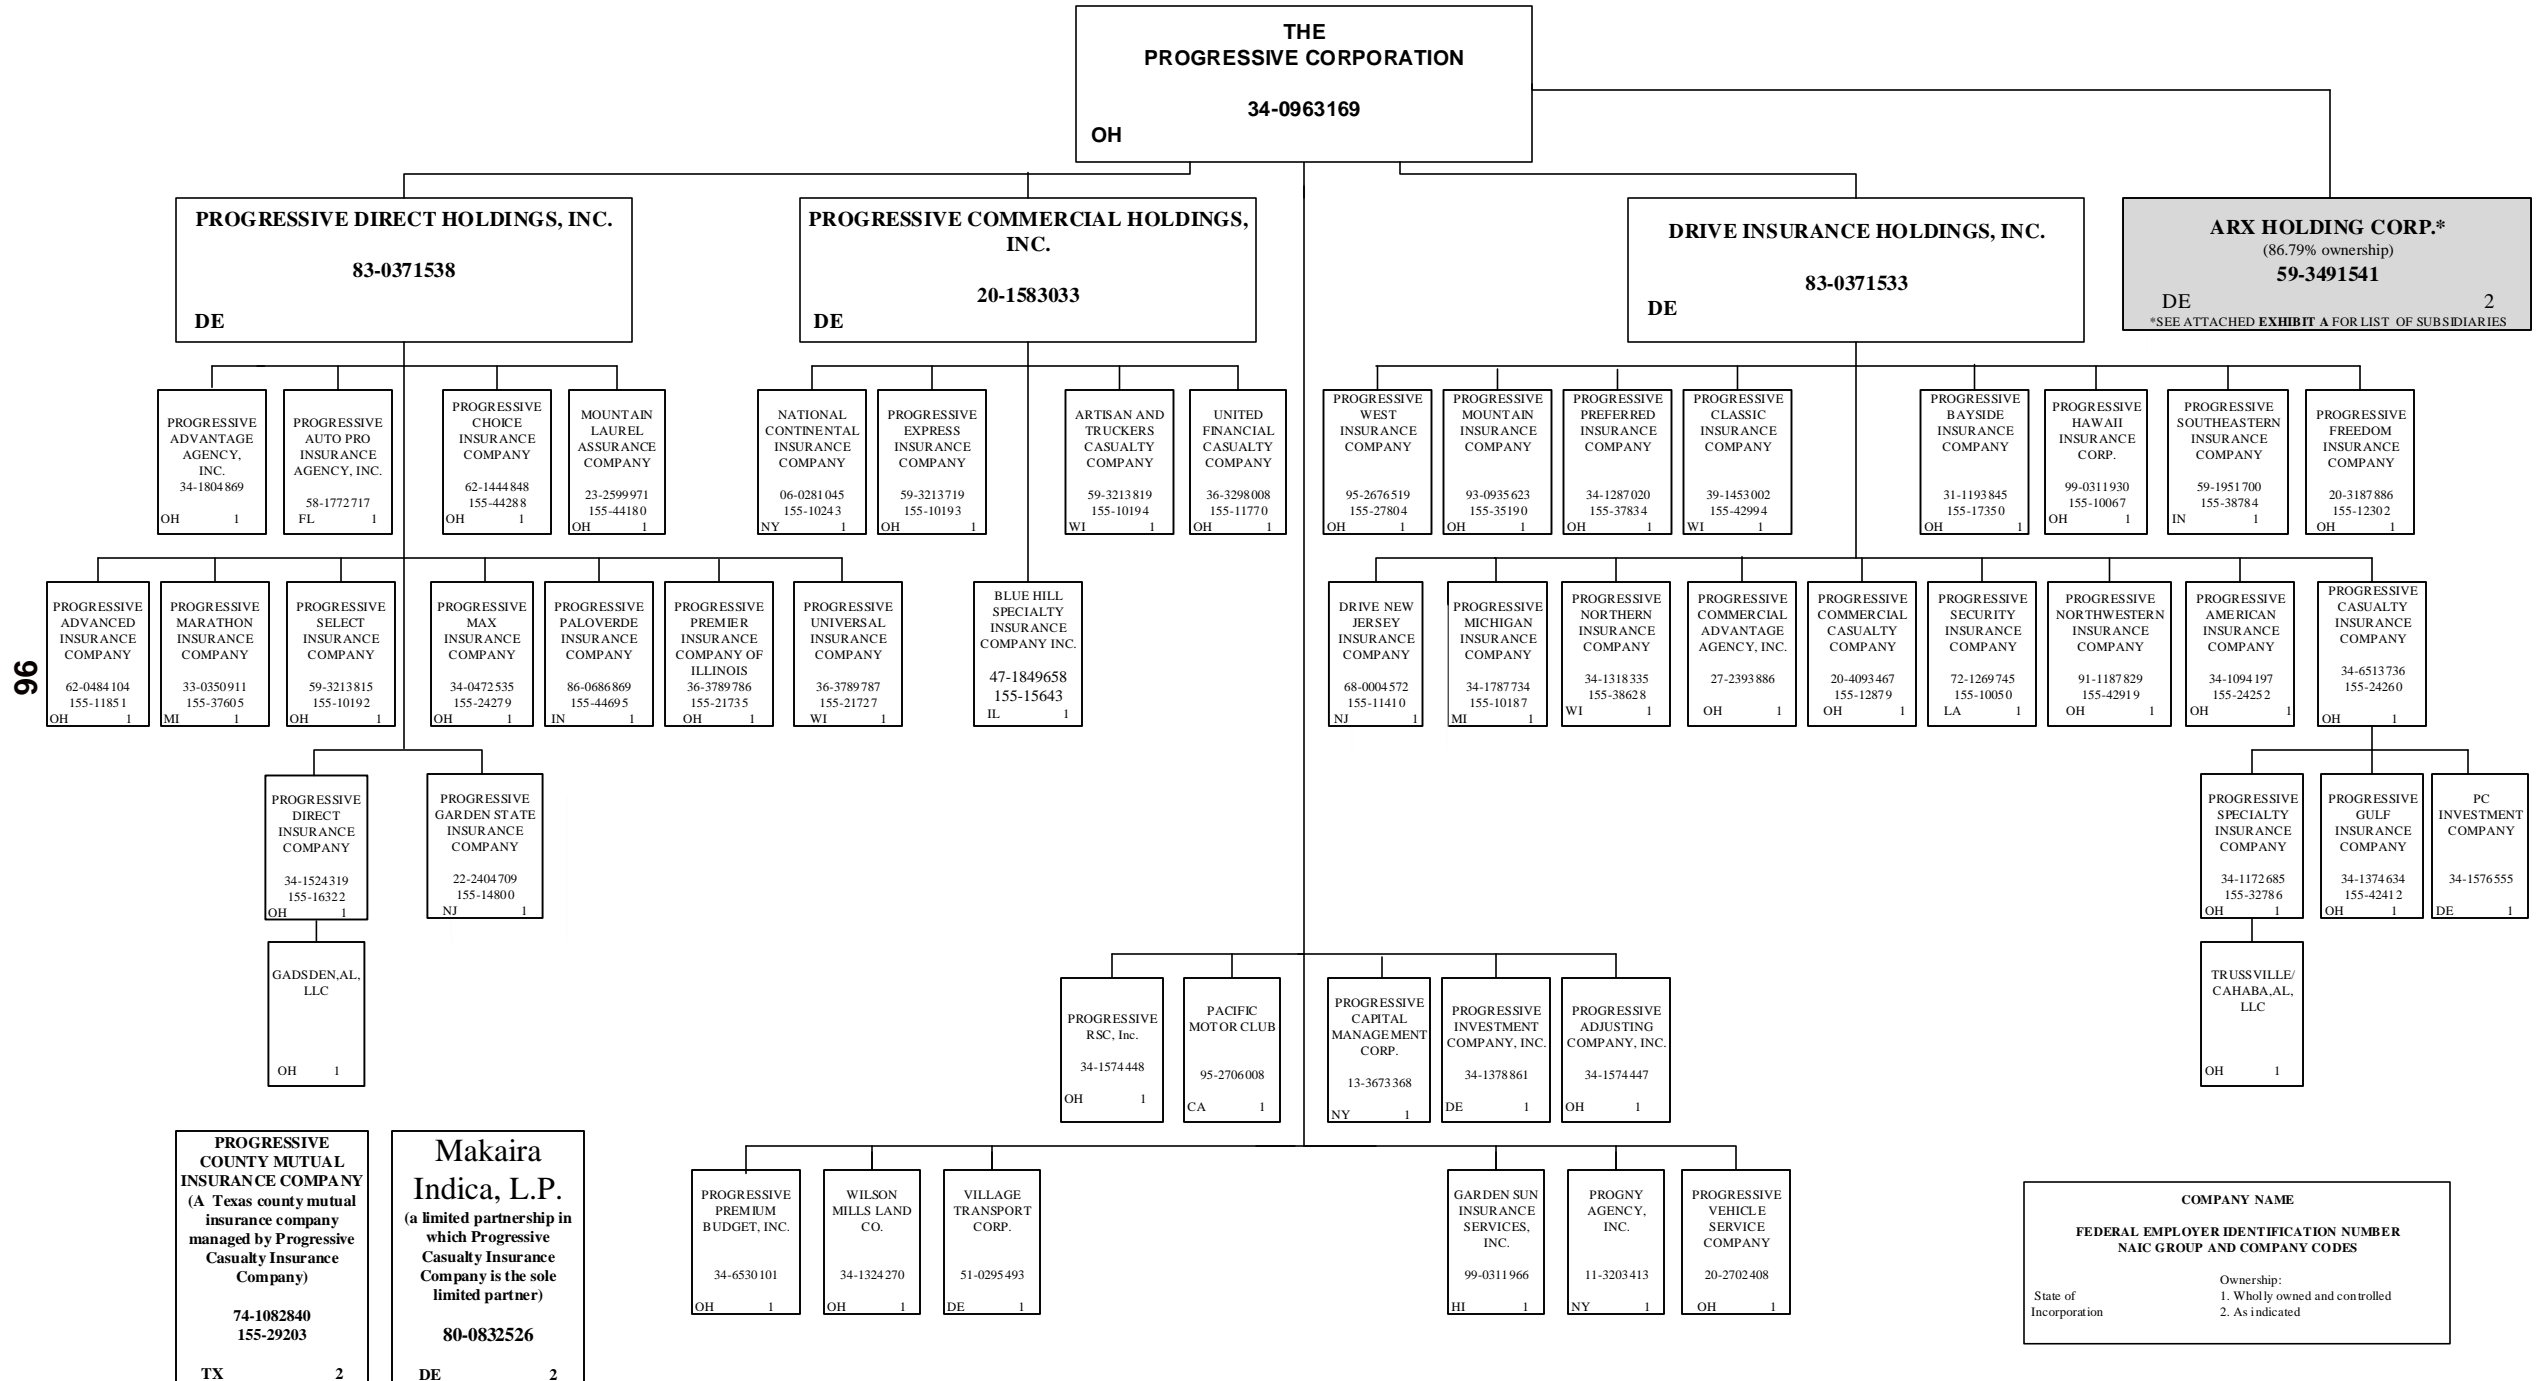 THE
PROGRESSIVE CORPORATION
34-0963169
OH
PROGRESSIVE DIRECT HOLDINGS, INC.
83-0371538
DE
PROGRESSIVE COMMERCIAL HOLDINGS,
INC.
20-1583033
DE
DRIVE INSURANCE HOLDINGS, INC.
83-0371533
DE
ARX HOLDING CORP.*
(86.79% ownership)
59-3491541
DE 2
*SEE ATTACHED EXHIBIT A FOR LIST OF SUBSIDIARIES
PROGRESSIVE
ADVANTAGE
AGENCY,
INC.
34-1804869
OH 1
PROGRESSIVE
AUTO PRO
INSURANCE
AGENCY, INC.
58-1772717
FL 1
PROGRESSIVE
CHOICE
INSURANCE
COMPANY
62-1444848
155-44288
OH 1
MOUNTAIN
LAUREL
ASSURANCE
COMPANY
23-2599971
155-44180
OH 1
NATIONAL
CONTINENTAL
INSURANCE
COMPANY
06-0281045
155-10243
NY 1
PROGRESSIVE
EXPRESS
INSURANCE
COMPANY
59-3213719
155-10193
OH 1
ARTISAN AND
TRUCKERS
CASUALTY
COMPANY
59-3213819
155-10194
WI 1
UNITED
FINANCIAL
CASUALTY
COMPANY
36-3298008
155-11770
OH 1
PROGRESSIVE
WEST
INSURANCE
COMPANY
95-2676519
155-27804
OH 1
PROGRESSIVE
MOUNTAIN
INSURANCE
COMPANY
93-0935623
155-35190
OH 1
PROGRESSIVE
PREFERRED
INSURANCE
COMPANY
34-1287020
155-37834
OH 1
PROGRESSIVE
CLASSIC
INSURANCE
COMPANY
39-1453002
155-42994
WI 1
PROGRESSIVE
BAYSIDE
INSURANCE
COMPANY
31-1193845
155-17350
OH 1
PROGRESSIVE
HAWAII
INSURANCE
CORP.
99-0311930
155-10067
OH 1
PROGRESSIVE
SOUTHEASTERN
INSURANCE
COMPANY
59-1951700
155-38784
IN 1
PROGRESSIVE
FREEDOM
INSURANCE
COMPANY
20-3187886
155-12302
OH 1
96
PROGRESSIVE
ADVANCED
INSURANCE
COMPANY
62-0484104
155-11851
OH 1
PROGRESSIVE
MARATHON
INSURANCE
COMPANY
33-0350911
155-37605
MI 1
PROGRESSIVE
SELECT
INSURANCE
COMPANY
59-3213815
155-10192
OH 1
PROGRESSIVE
MAX
INSURANCE
COMPANY
34-0472535
155-24279
OH 1
PROGRESSIVE
PALOVERDE
INSURANCE
COMPANY
86-0686869
155-44695
IN 1
PROGRESSIVE
PREMIER
INSURANCE
COMPANY OF
ILLINOIS
36-3789786
155-21735
OH 1
PROGRESSIVE
UNIVERSAL
INSURANCE
COMPANY
36-3789787
155-21727
WI 1
BLUE HILL
SPECIALTY
INSURANCE
COMPANY INC.
47-1849658
155-15643
IL 1
DRIVE NEW
JERSEY
INSURANCE
COMPANY
68-0004572
155-11410
NJ 1
PROGRESSIVE
MICHIGAN
INSURANCE
COMPANY
34-1787734
155-10187
MI 1
PROGRESSIVE
NORTHERN
INSURANCE
COMPANY
34-1318335
155-38628
WI 1
PROGRESSIVE
COMMERCIAL
ADVANTAGE
AGENCY, INC.
27-2393886
OH 1
PROGRESSIVE
COMMERCIAL
CASUALTY
COMPANY
20-4093467
155-12879
OH 1
PROGRESSIVE
SECURITY
INSURANCE
COMPANY
72-1269745
155-10050
LA 1
PROGRESSIVE
NORTHWESTERN
INSURANCE
COMPANY
91-1187829
155-42919
OH 1
PROGRESSIVE
AMERICAN
INSURANCE
COMPANY
34-1094197
155-24252
OH 1
PROGRESSIVE
CASUALTY
INSURANCE
COMPANY
34-6513736
155-24260
OH 1
PROGRESSIVE
DIRECT
INSURANCE
COMPANY
34-1524319
155-16322
OH 1
PROGRESSIVE
GARDEN STATE
INSURANCE
COMPANY
22-2404709
155-14800
NJ 1
PROGRESSIVE
SPECIALTY
INSURANCE
COMPANY
34-1172685
155-32786
OH 1
PROGRESSIVE
GULF
INSURANCE
COMPANY
34-1374634
155-42412
OH 1
PC
INVESTMENT
COMPANY
34-1576555
DE 1
GADSDEN,AL,
LLC
OH 1
TRUSSVILLE/
CAHABA,AL,
LLC
OH 1
PROGRESSIVE
RSC, Inc.
34-1574448
OH 1
PACIFIC
MOTOR CLUB
95-2706008
CA 1
PROGRESSIVE
CAPITAL
MANAGEMENT
CORP.
13-3673368
NY 1
PROGRESSIVE
INVESTMENT
COMPANY, INC.
34-1378861
DE 1
PROGRESSIVE
ADJUSTING
COMPANY, INC.
34-1574447
OH 1
PROGRESSIVE
COUNTY MUTUAL
INSURANCE COMPANY
(A Texas county mutual
insurance company
managed by Progressive
Casualty Insurance
Company)
74-1082840
155-29203
TX 2
Makaira
Indica, L.P.
(a limited partnership in
which Progressive
Casualty Insurance
Company is the sole
limited partner)
80-0832526
DE 2
PROGRESSIVE
PREMIUM
BUDGET, INC.
34-6530101
OH 1
WILSON
MILLS LAND
CO.
34-1324270
OH 1
VILLAGE
TRANSPORT
CORP.
51-0295493
DE 1
GARDEN SUN
INSURANCE
SERVICES,
INC.
99-0311966
HI 1
PROGNY
AGENCY,
INC.
11-3203413
NY 1
PROGRESSIVE
VEHICLE
SERVICE
COMPANY
20-2702408
OH 1
COMPANY NAME
FEDERAL EMPLOYER IDENTIFICATION NUMBER
NAIC GROUP AND COMPANY CODES
Ownership:
State of 1. Wholly owned and controlled
Incorporation 2. As indicated